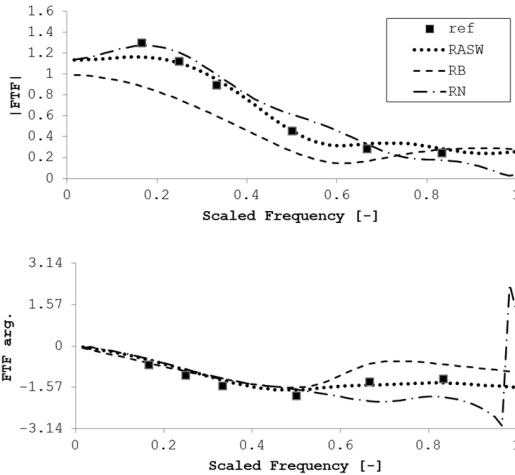 1.6
1.4
1.2
1
0.8
0.6
0.4
0.2
0
|FTF|
ref
RASW
RB
RN
0 0.2 0.4 0.6 0.8 1
Scaled Frequency [-]
3.14
1.57
0
-1.57
-3.14
FTF arg.
0 0.2 0.4 0.6 0.8 1
Scaled Frequency [-]